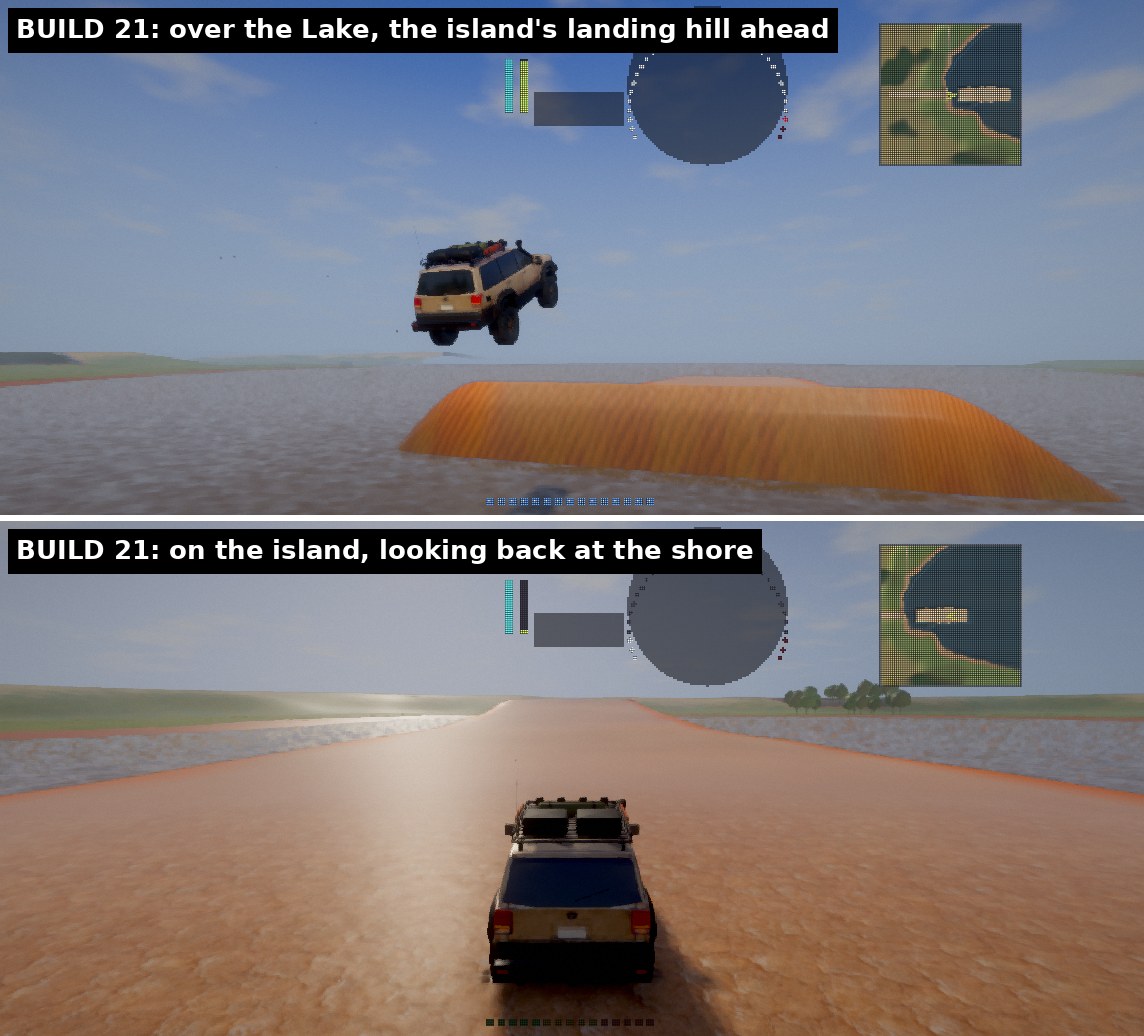 BUILD 21: over the Lake, the island's landing hill ahead
BUILD 21: on the island, looking back at the shore